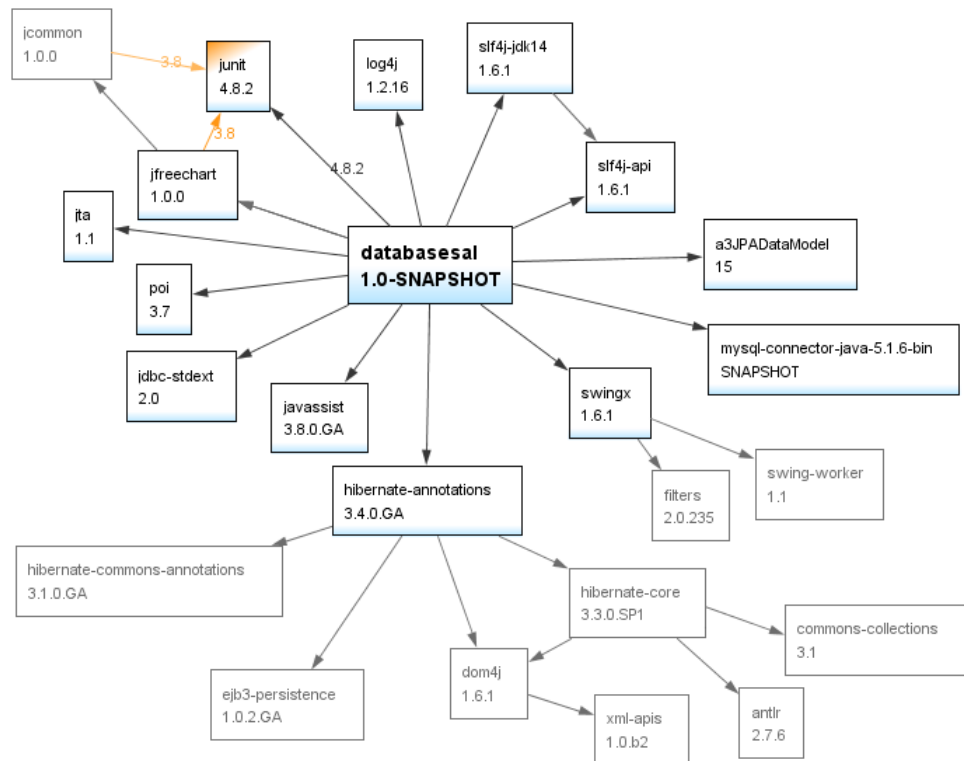 jcommon
1.0.0
3.8
junit
4.8.2
log4j
1.2.16
slf4j-jdk14
1.6.1
3.8
4.8.2
jfreechart
1.0.0
slf4j-api
1.6.1
jta
1.1
databasesal
1.0-SNAPSHOT
a3JPADataModel
15
poi
3.7
mysql-connector-java-5.1.6-bin
SNAPSHOT
jdbc-stdext
2.0
javassist
3.8.0.GA
swingx
1.6.1
hibernate-annotations
3.4.0.GA
filters
2.0.235
swing-worker
1.1
hibernate-commons-annotations
3.1.0.GA
hibernate-core
3.3.0.SP1
commons-collections
3.1
ejb3-persistence
1.0.2.GA
dom4j
1.6.1
xml-apis
1.0.b2
antlr
2.7.6